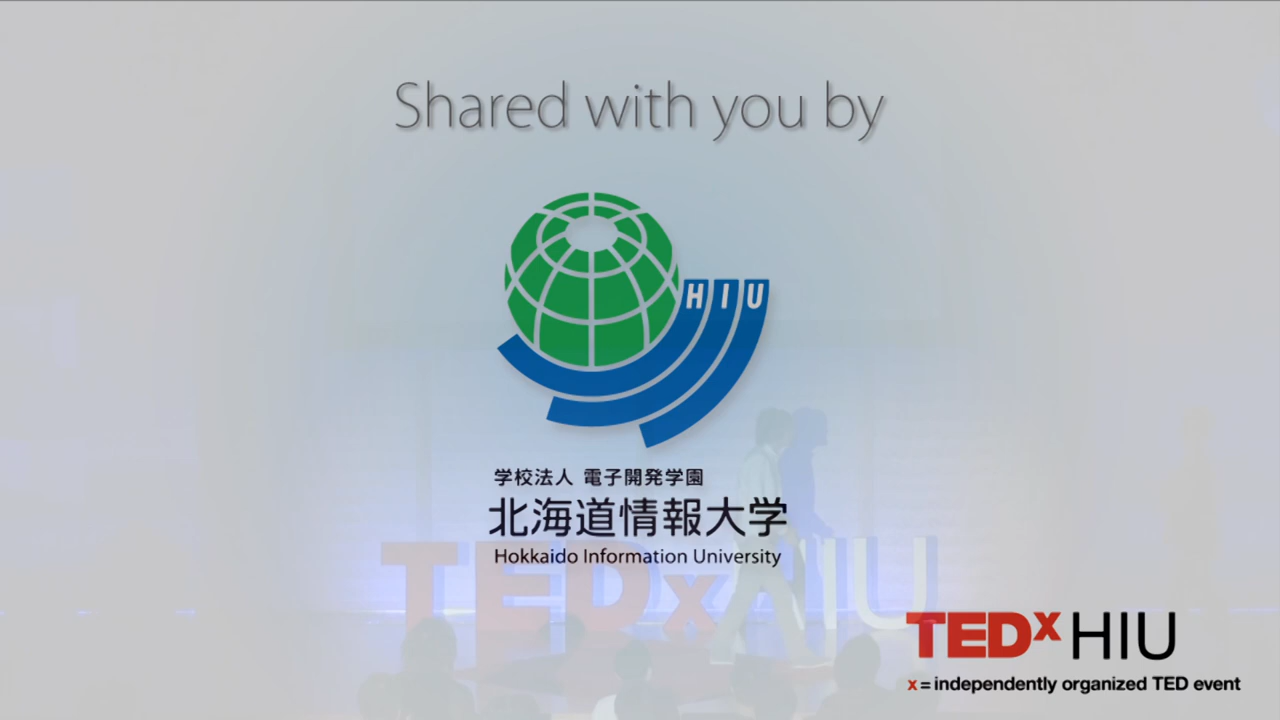 Shared with you by
HIU
学校法人 電子開発学園
北海道情報大学
Hokkaido Information University
TEDxHIU
TEDx HIU
x = independently organized TED event